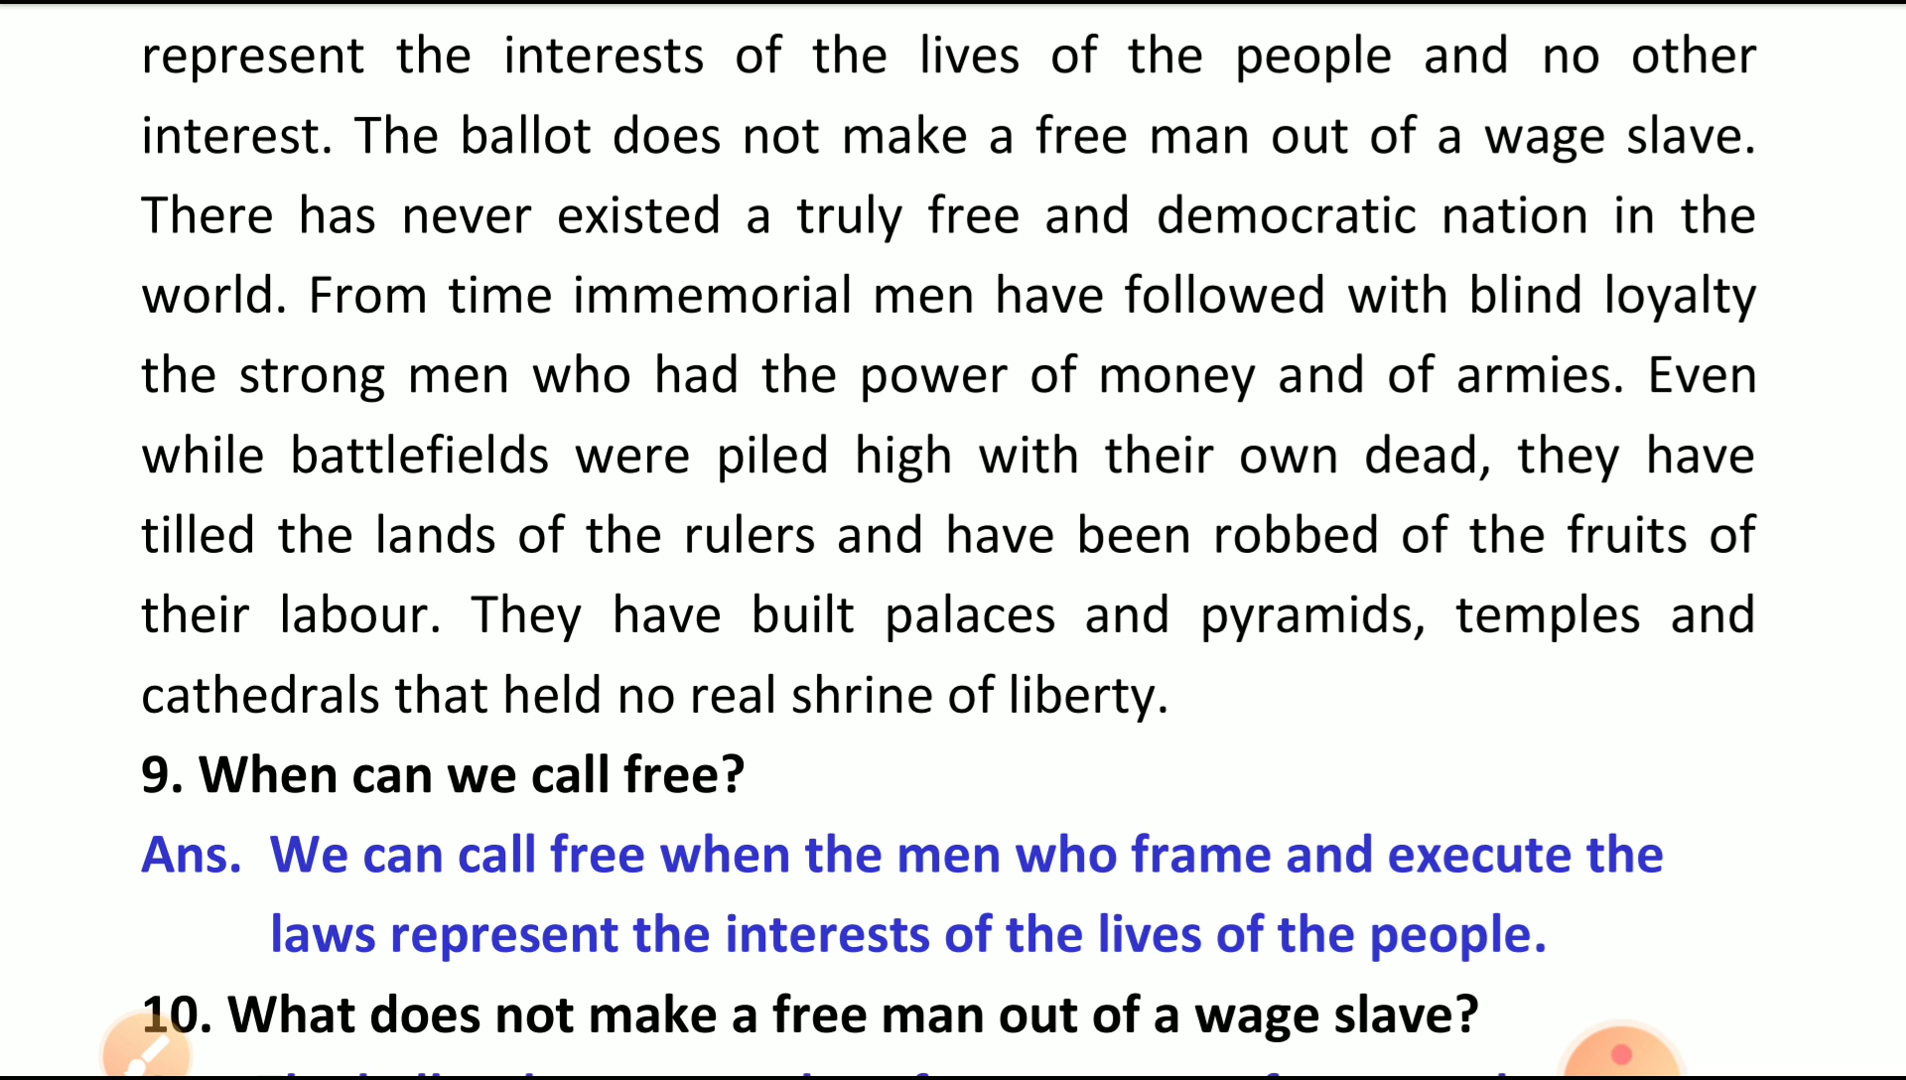 represent the interests of the lives of the people and no other
interest. The ballot does not make a free man out of a wage slave.
There has never existed a truly free and democratic nation in the
world. From time immemorial men have followed with blind loyalty
the strong men who had the power of money and of armies. Even
while battlefields were piled high with their own dead, they have
tilled the lands of the rulers and have been robbed of the fruits of
their labour. They have built palaces and pyramids, temples and
cathedrals that held no real shrine of liberty.
9. When can we call free?
Ans. We can call free when the men who frame and execute the
laws represent the interests of the lives of the people.
10. What does not make a free man out of a wage slave?